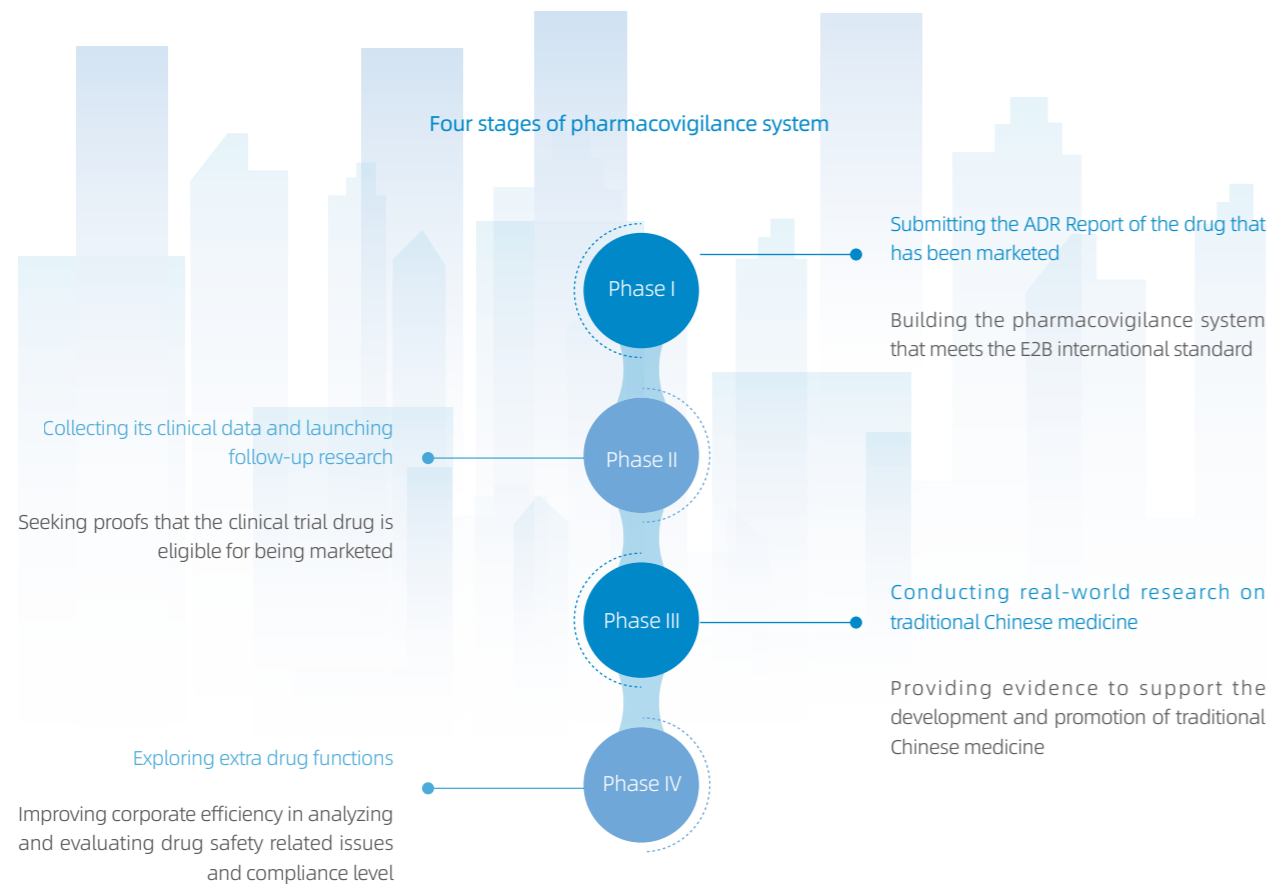 Four stages of pharmacovigilance system
Phase I
Submitting the ADR Report of the drug that
has been marketed
Building the pharmacovigilance system
that meets the E2B international standard
Phase II
Collecting its clinical data and launching
follow-up research
Seeking proofs that the clinical trial drug is
eligible for being marketed
Phase III
Conducting real-world research on
traditional Chinese medicine
Providing evidence to support the
development and promotion of traditional
Chinese medicine
Phase IV
Exploring extra drug functions
Improving corporate efficiency in analyzing
and evaluating drug safety related issues
and compliance level